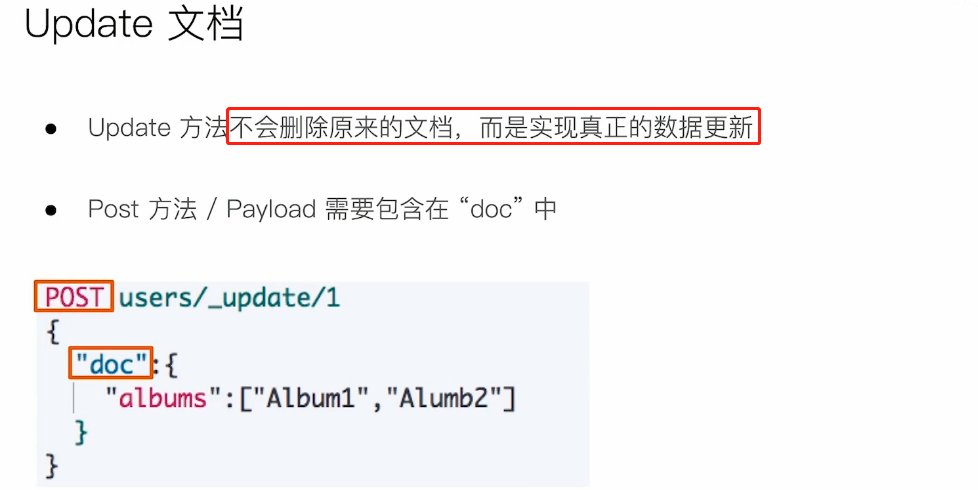 Update 文档
● Update 方法不会删除原来的文档，而是实现真正的数据更新
● Post 方法 / Payload 需要包含在 “doc” 中
POST users/_update/1
{
"doc":{
"albums":["Album1","Alumb2"]
}
}